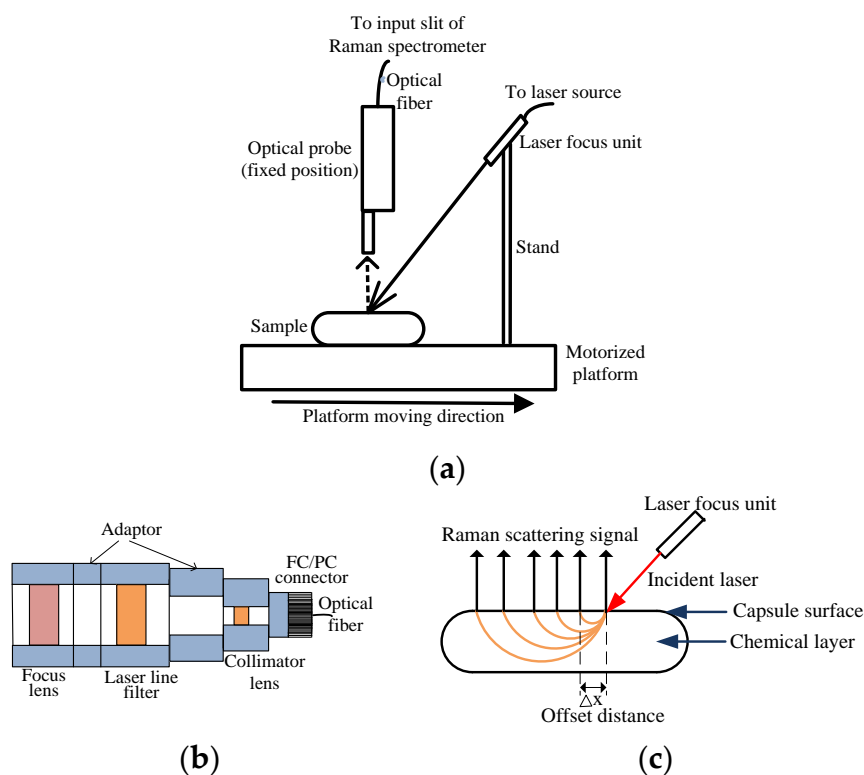 To input slit of
Raman spectrometer
Optical
fiber
To laser source
Laser focus unit
Optical probe
(fixed position)
Stand
Sample
Motorized
platform
Platform moving direction
(a)
Adaptor
FC/PC
connector
Optical
fiber
Focus
lens
Laser line
filter
Collimator
lens
(b)
Laser focus unit
Raman scattering signal
Incident laser
Capsule surface
Chemical layer
△x
Offset distance
(c)